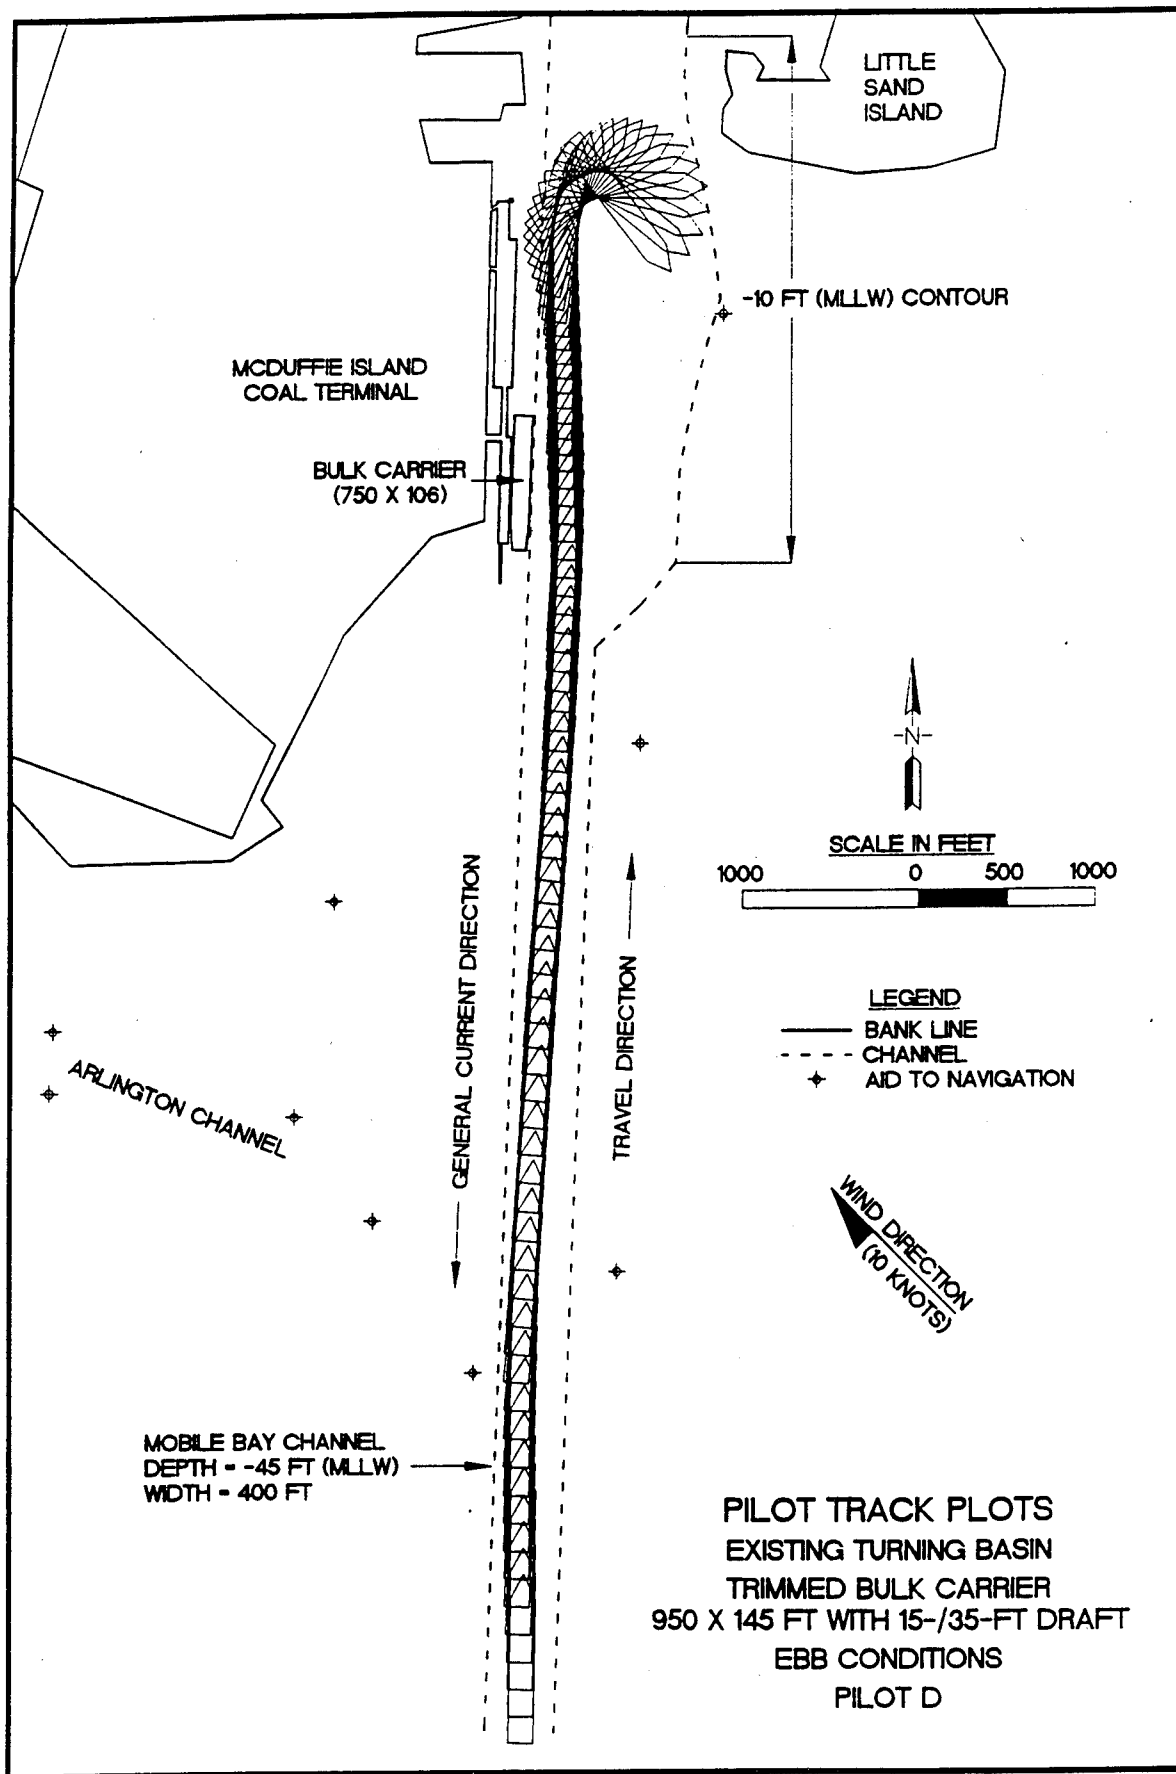 LITTLE
SAND
ISLAND
-10 FT (MLLW) CONTOUR
MCDUFFIE ISLAND
COAL TERMINAL
BULK CARRIER
(750 X 106)
-N-
SCALE IN FEET
1000 0 500 1000
GENERAL CURRENT DIRECTION
TRAVEL DIRECTION
LEGEND
BANK LINE
CHANNEL
AID TO NAVIGATION
ARLINGTON CHANNEL
WIND DIRECTION
(10 KNOTS)
MOBILE BAY CHANNEL
DEPTH = -45 FT (MLLW)
WIDTH = 400 FT
PILOT TRACK PLOTS
EXISTING TURNING BASIN
TRIMMED BULK CARRIER
950 X 145 FT WITH 15-/35-FT DRAFT
EBB CONDITIONS
PILOT D